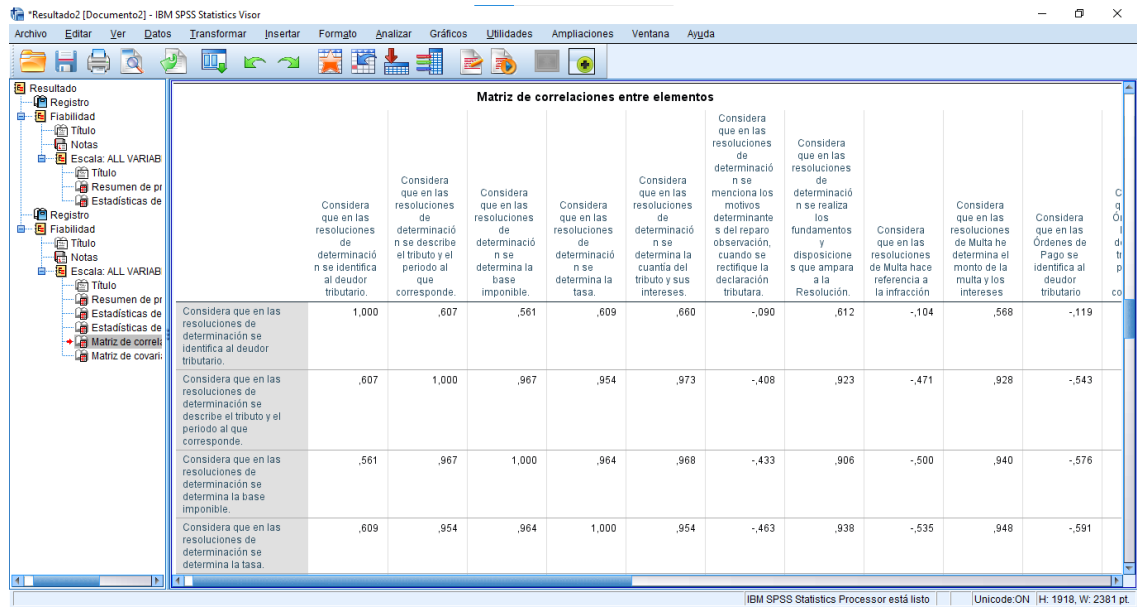 *Resultado2 [Documento2] - IBM SPSS Statistics Visor
Archivo Editar Ver Datos Transformar Insertar Formato Analizar Gráficos Utilidades Ampliaciones Ventana Ayuda
Resultado
Registro
Fiabilidad
Título
Notas
Escala: ALL VARIAB
Título
Resumen de pr
Estadísticas de
Registro
Fiabilidad
Título
Notas
Escala: ALL VARIAB
Título
Resumen de pr
Estadísticas de
Estadísticas de
Matriz de correla
Matriz de covaria
Matriz de correlaciones entre elementos
Considera
que en las
resoluciones
de
determinació
n se identifica
al deudor
tributario.
Considera
que en las
resoluciones
de
determinació
n se describe
el tributo y el
periodo al
que
corresponde.
Considera
que en las
resoluciones
de
determinació
n se
determina la
base
imponible.
Considera
que en las
resoluciones
de
determinació
n se
determina la
tasa.
Considera
que en las
resoluciones
de
determinació
n se
determina la
cuantía del
tributo y sus
intereses.
Considera
que en las
resoluciones
de
determinació
n se
menciona los
motivos
determinante
s del reparo
observación,
cuando se
rectifique la
declaración
tributara.
Considera
que en las
resoluciones
de
determinació
n se realiza
los
fundamentos
y
disposicione
s que ampara
a la
Resolución.
Considera
que en las
resoluciones
de Multa hace
referencia a
la infracción
Considera
que en las
resoluciones
de Multa he
determina el
monto de la
multa y los
intereses
Considera
que en las
Órdenes de
Pago se
identifica al
deudor
tributario
Considera que en las
resoluciones de
determinación se
identifica al deudor
tributario.
1,000 ,607 ,561 ,609 ,660 -,090 ,612 -,104 ,568 -,119
Considera que en las
resoluciones de
determinación se
describe el tributo y el
periodo al que
corresponde.
,607 1,000 ,967 ,954 ,973 -,408 ,923 -,471 ,928 -,543
Considera que en las
resoluciones de
determinación se
determina la base
imponible.
,561 ,967 1,000 ,964 ,968 -,433 ,906 -,500 ,940 -,576
Considera que en las
resoluciones de
determinación se
determina la tasa.
,609 ,954 ,964 1,000 ,954 -,463 ,938 -,535 ,948 -,591
IBM SPSS Statistics Processor está listo Unicode:ON H: 1918, W: 2381 pt.